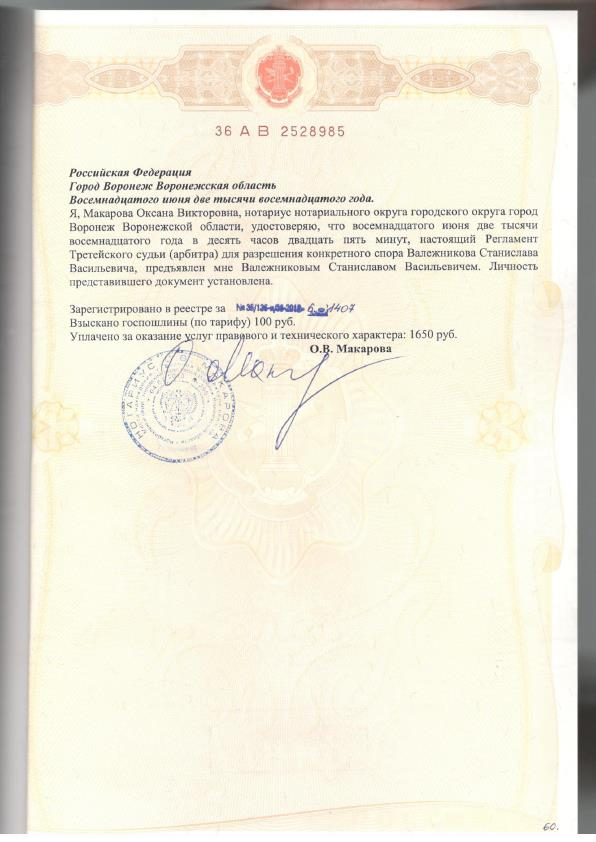 36 А В 2528985
Российская Федерация
Город Воронеж Воронежская область
Восемнадцатого июня две тысячи восемнадцатого года.
Я, Макарова Оксана Викторовна, нотариус нотариального округа городского округа город
Воронеж Воронежской области, удостоверяю, что восемнадцатого июня две тысячи
восемнадцатого года в десять часов двадцать пять минут, настоящий Регламент
Третейского судьи (арбитра) для разрешения конкретного спора Валежникова Станислава
Васильевича, предъявлен мне Валежниковым Станиславом Васильевичем. Личность
представившего документ установлена.
Зарегистрировано в реестре за 1407
Взыскано госпошлины (по тарифу) 100 руб.
Уплачено за оказание услуг правового и технического характера: 1650 руб.
О.В. Макарова
НОТАРИУС МАКАРОВА
60.